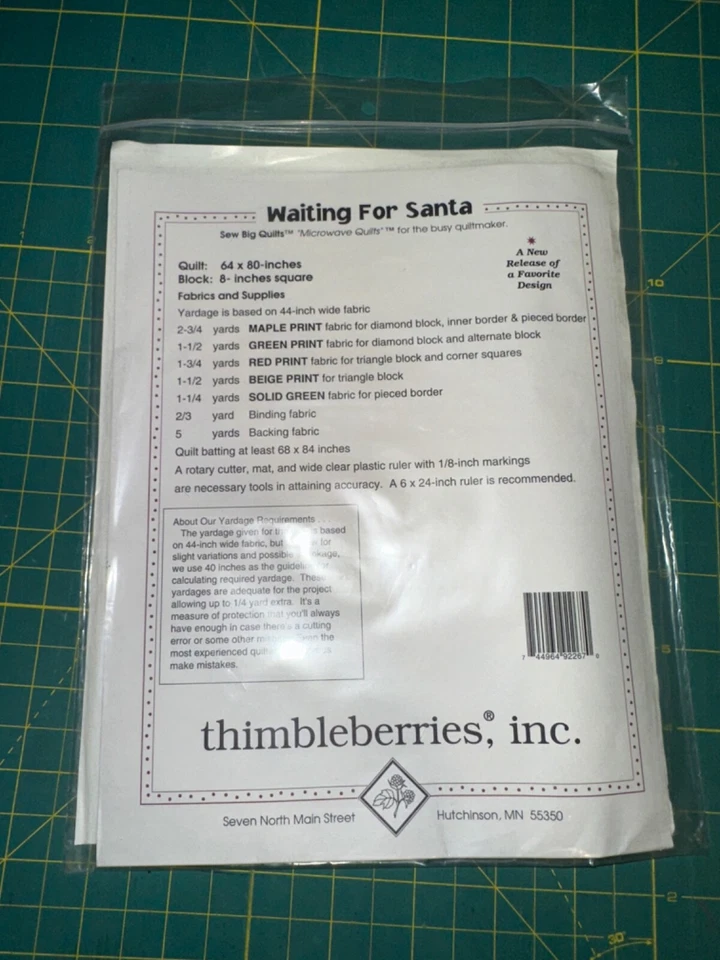 Waiting For Santa
Sew Big Quilts™ "Microwave Quilts"™ for the busy quiltmaker.
Quilt: 64 x 80-inches
Block: 8- inches square
A New
Release of
a Favorite
Design
Fabrics and Supplies
Yardage is based on 44-inch wide fabric
2-3/4 yards MAPLE PRINT fabric for diamond block, inner border & pieced border
1-1/2 yards GREEN PRINT fabric for diamond block and alternate block
1-3/4 yards RED PRINT fabric for triangle block and corner squares
1-1/2 yards BEIGE PRINT for triangle block
1-1/4 yards SOLID GREEN fabric for pieced border
2/3 yard Binding fabric
5 yards Backing fabric
Quilt batting at least 68 x 84 inches
A rotary cutter, mat, and wide clear plastic ruler with 1/8-inch markings
are necessary tools in attaining accuracy. A 6 x 24-inch ruler is recommended.
About Our Yardage Requirements . . .
The yardage given for based
on 44-inch wide fabric, but for
slight variations and possible
we use 40 inches as the
calculating required yardage. These
yardages are adequate for the project
allowing up to 1/4 yard extra. It's a
measure of protection that you'll always
have enough in case there's a cutting
error or some other the
most experienced
make mistakes.
7 44964 92267
thimbleberries,® inc.
Seven North Main Street Hutchinson, MN 55350
1
2
10
9
8
5
2
30°